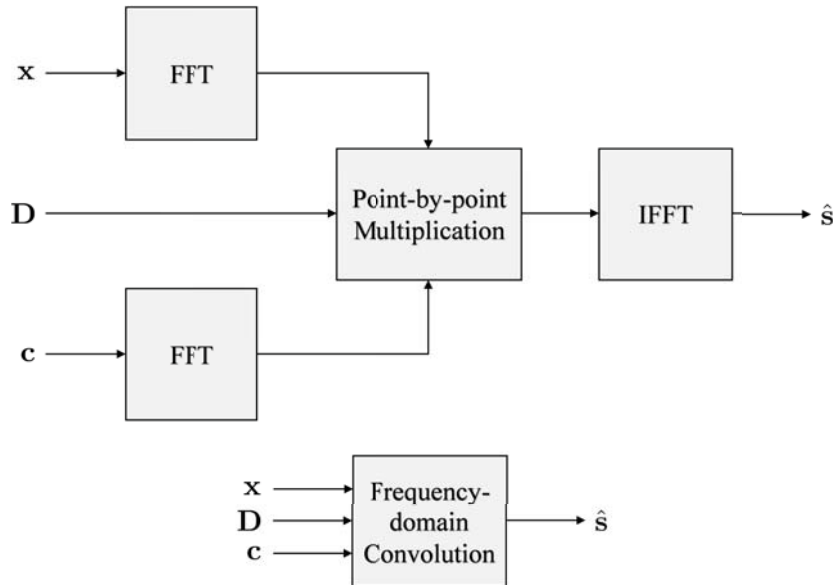 x
FFT
D
Point-by-point
Multiplication
IFFT
ŝ
c
FFT
x
D
c
Frequency-
domain
Convolution
ŝ